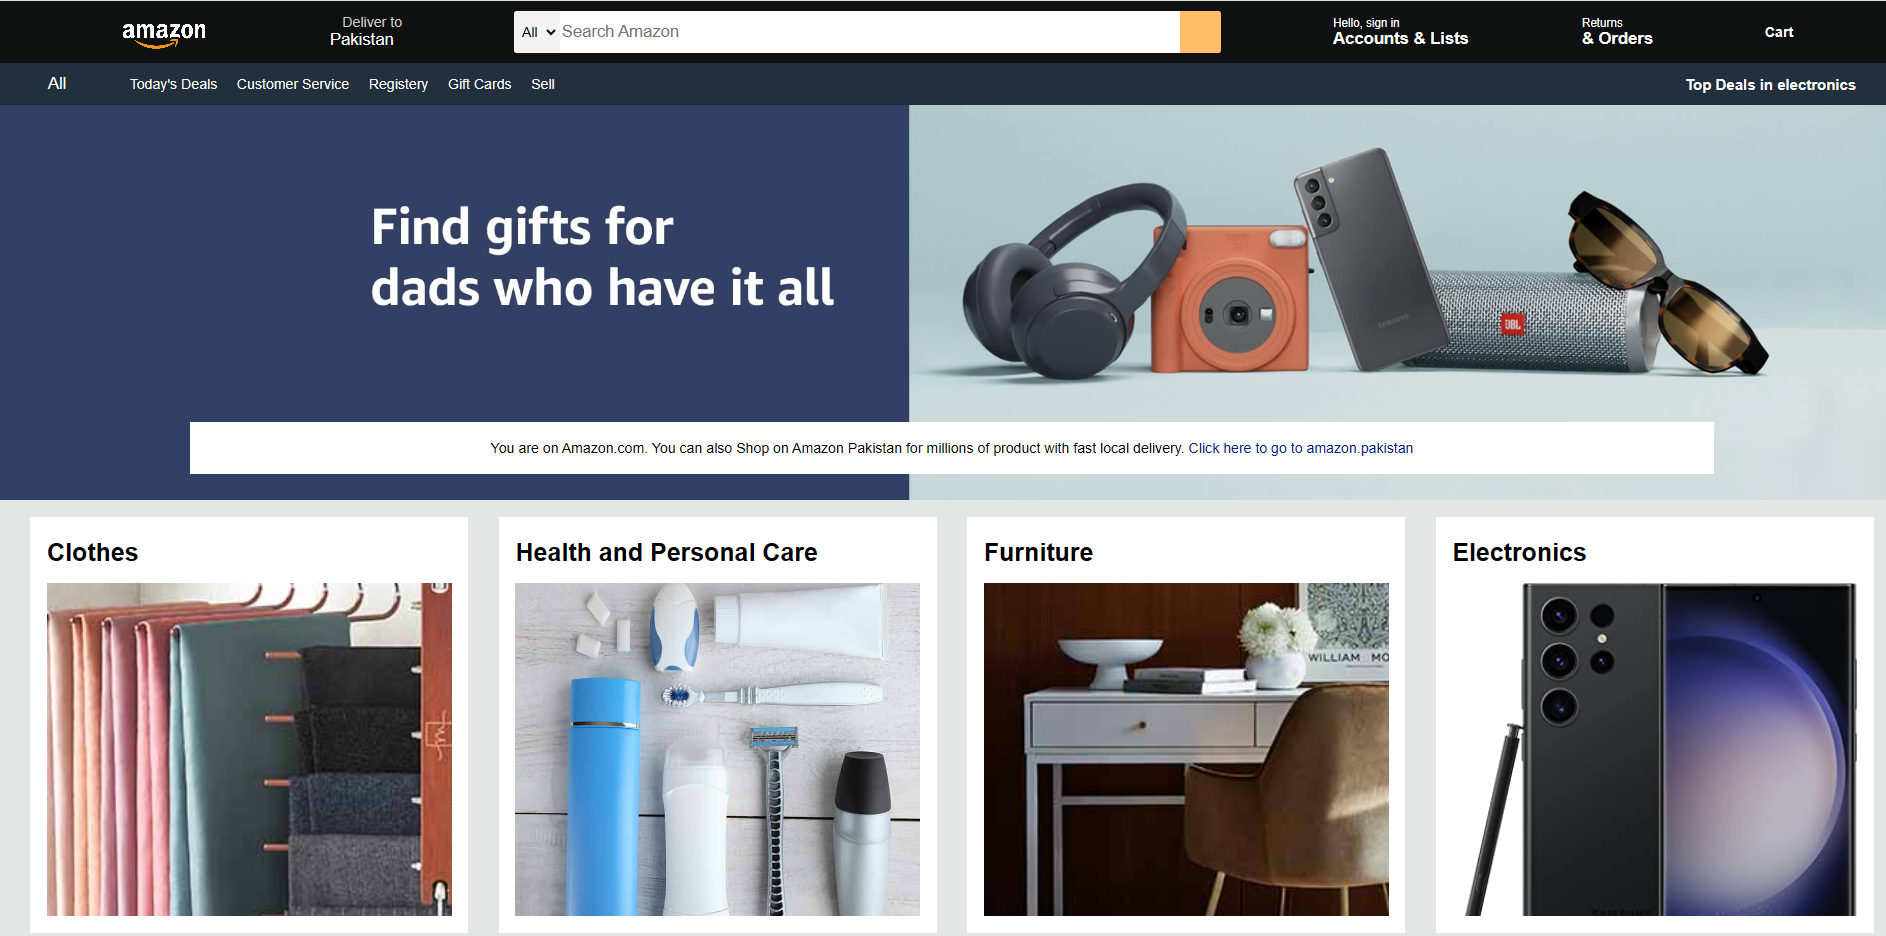 amazon
Deliver to
Pakistan
All
Search Amazon
Hello, sign in
Accounts & Lists
Returns
& Orders
Cart
All
Today's Deals
Customer Service
Registery
Gift Cards
Sell
Top Deals in electronics
Find gifts for
dads who have it all
SAMSUNG
JBL
You are on Amazon.com. You can also Shop on Amazon Pakistan for millions of product with fast local delivery. Click here to go to amazon.pakistan
Clothes
Health and Personal Care
Furniture
Electronics
WILLIAM MO